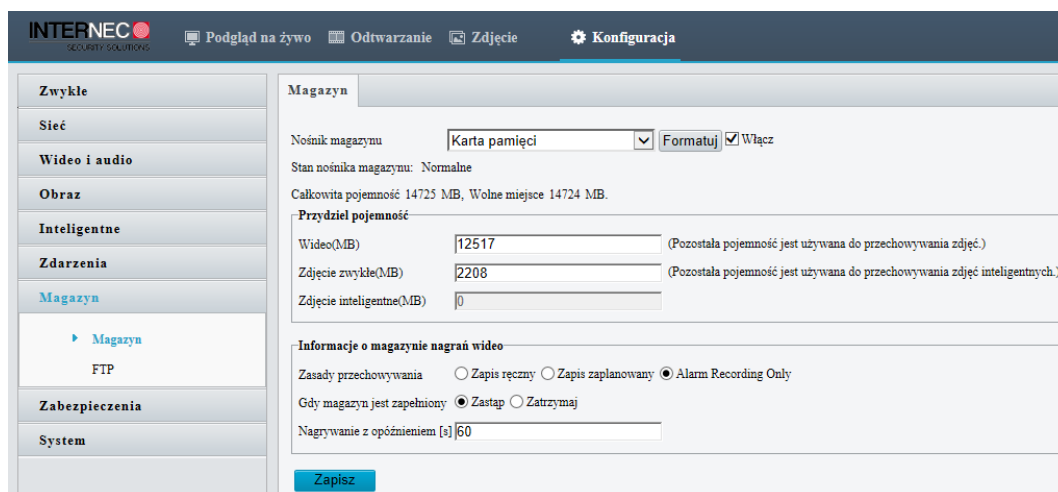 INTERNEC
SECURITY SOLUTIONS
Podgląd na żywo Odtwarzanie Zdjęcie Konfiguracja
Zwykłe
Sieć
Wideo i audio
Obraz
Inteligentne
Zdarzenia
Magazyn
Magazyn
FTP
Zabezpieczenia
System
Magazyn
Nośnik magazynu Karta pamięci Formatuj Włącz
Stan nośnika magazynu: Normalne
Całkowita pojemność 14725 MB, Wolne miejsce 14724 MB.
Przydziel pojemność
Wideo(MB) 12517 (Pozostała pojemność jest używana do przechowywania zdjęć.)
Zdjęcie zwykłe(MB) 2208 (Pozostała pojemność jest używana do przechowywania zdjęć inteligentnych.)
Zdjęcie inteligentne(MB) 0
Informacje o magazynie nagrań wideo
Zasady przechowywania Zapis ręczny Zapis zaplanowany Alarm Recording Only
Gdy magazyn jest zapełniony Zastąp Zatrzymaj
Nagrywanie z opóźnieniem [s] 60
Zapisz